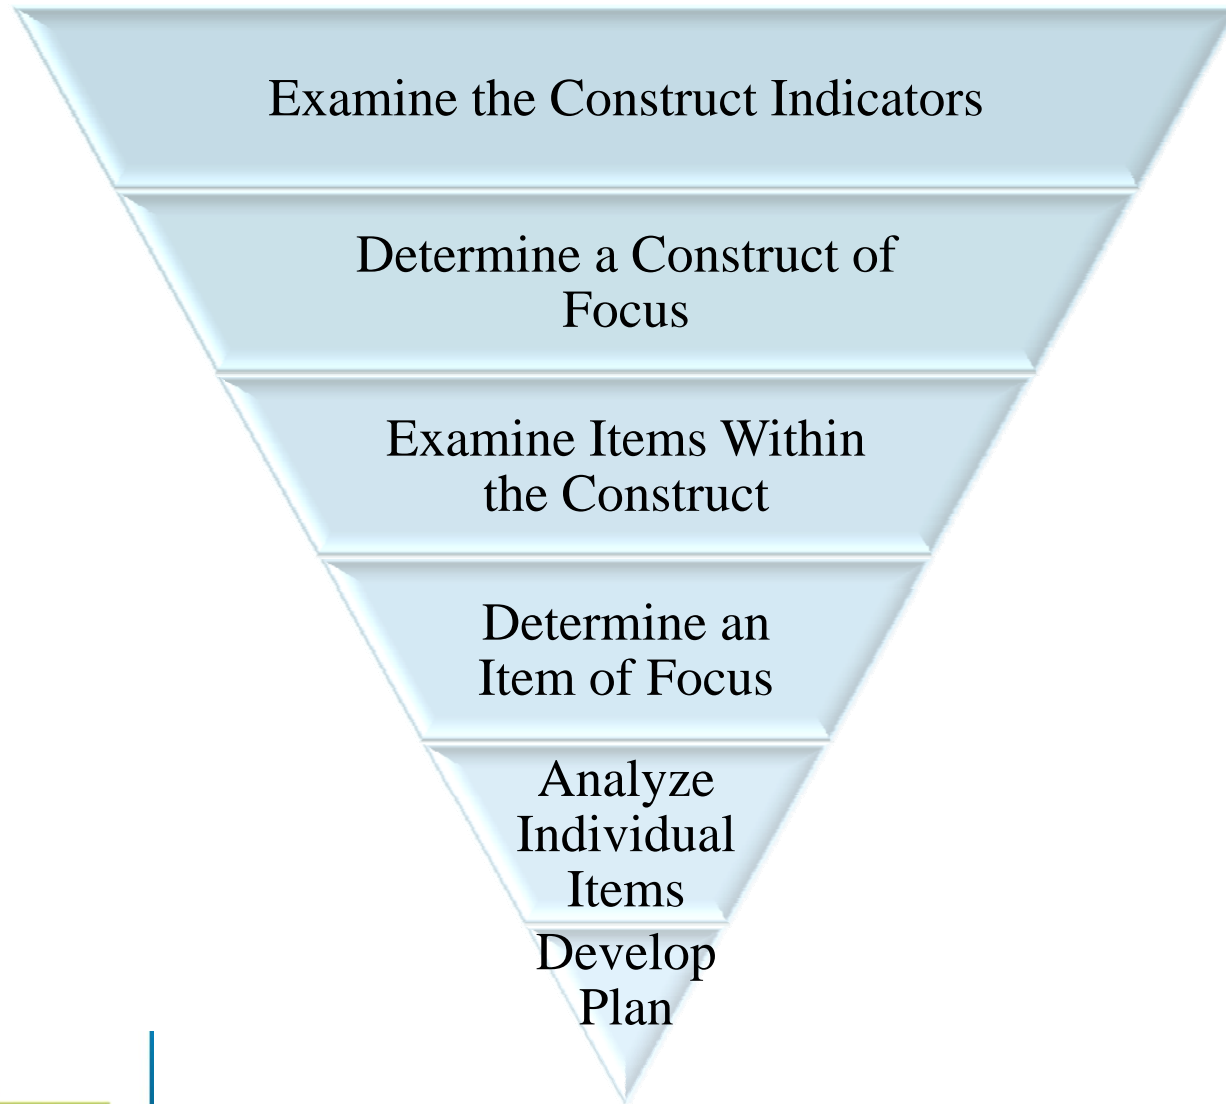 Examine the Construct Indicators
Determine a Construct of
Focus
Examine Items Within
the Construct
Determine an
Item of Focus
Analyze
Individual
Items
Develop
Plan